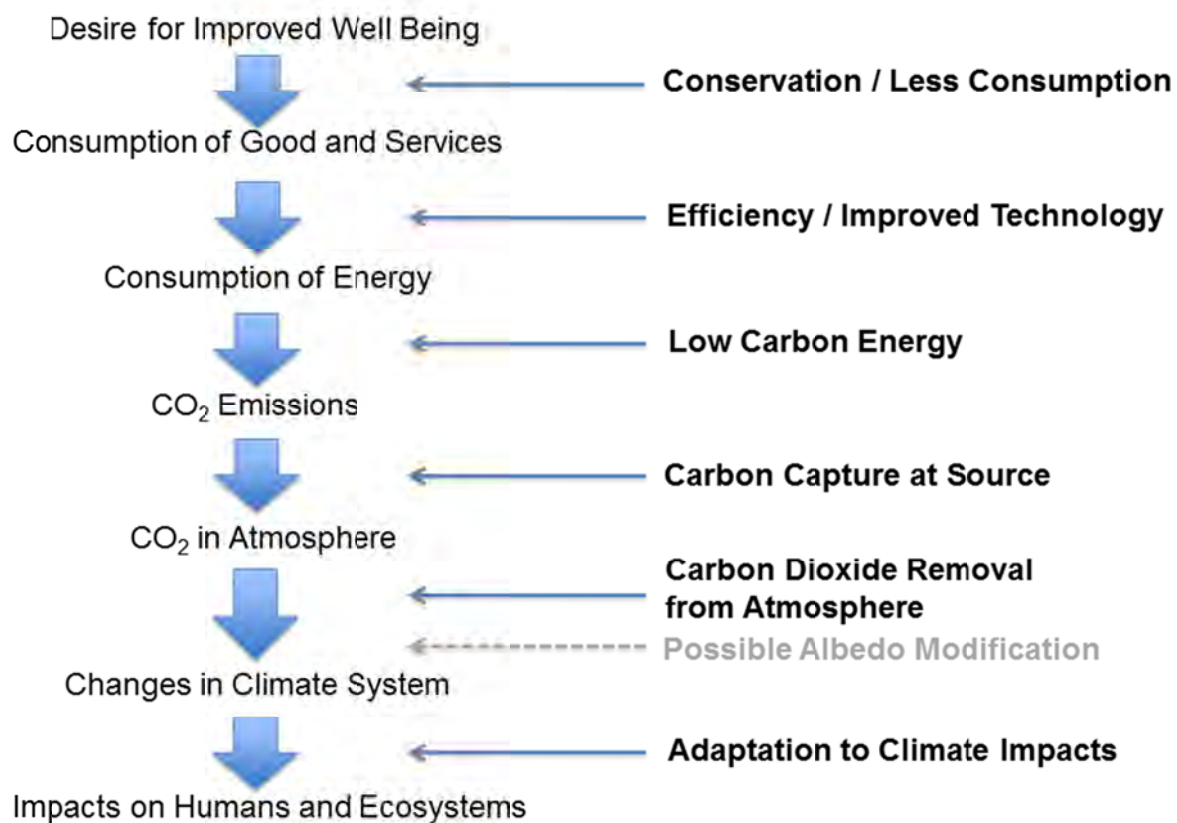 Desire for Improved Well Being
Conservation / Less Consumption
Consumption of Good and Services
Efficiency / Improved Technology
Consumption of Energy
Low Carbon Energy
CO₂ Emissions
Carbon Capture at Source
CO₂ in Atmosphere
Carbon Dioxide Removal
from Atmosphere
Possible Albedo Modification
Changes in Climate System
Adaptation to Climate Impacts
Impacts on Humans and Ecosystems